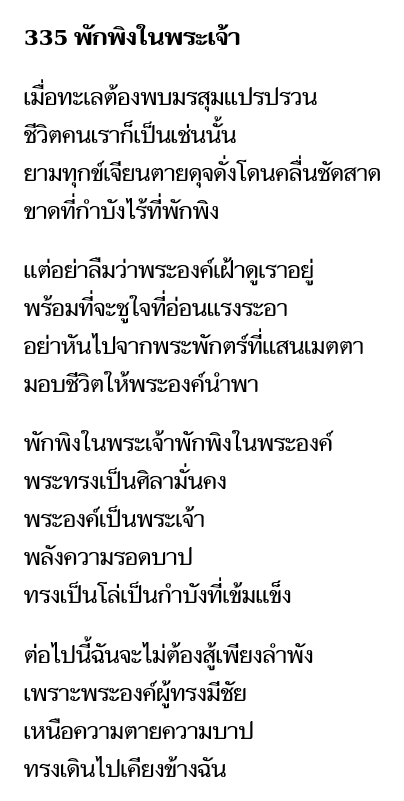 335 พักพิงในพระเจ้า
เมื่อทะเลต้องพบมรสุมแปรปรวน
ชีวิตคนเราก็เป็นเช่นนั้น
ยามทุกข์เจียนตายดุจดั่งโดนคลื่นซัดสาด
ขาดที่กำบังไร้ที่พักพิง
แต่อย่าลืมว่าพระองค์เฝ้าดูเราอยู่
พร้อมที่จะชูใจที่อ่อนแรงระอา
อย่าหันไปจากพระพักตร์ที่แสนเมตตา
มอบชีวิตให้พระองค์นำพา
พักพิงในพระเจ้าพักพิงในพระองค์
พระทรงเป็นศิลามั่นคง
พระองค์เป็นพระเจ้า
พลังความรอดบาป
ทรงเป็นโล่เป็นกำบังที่เข้มแข็ง
ต่อไปนี้ฉันจะไม่ต้องสู้เพียงลำพัง
เพราะพระองค์ผู้ทรงมีชัย
เหนือความตายความบาป
ทรงเดินไปเคียงข้างฉัน